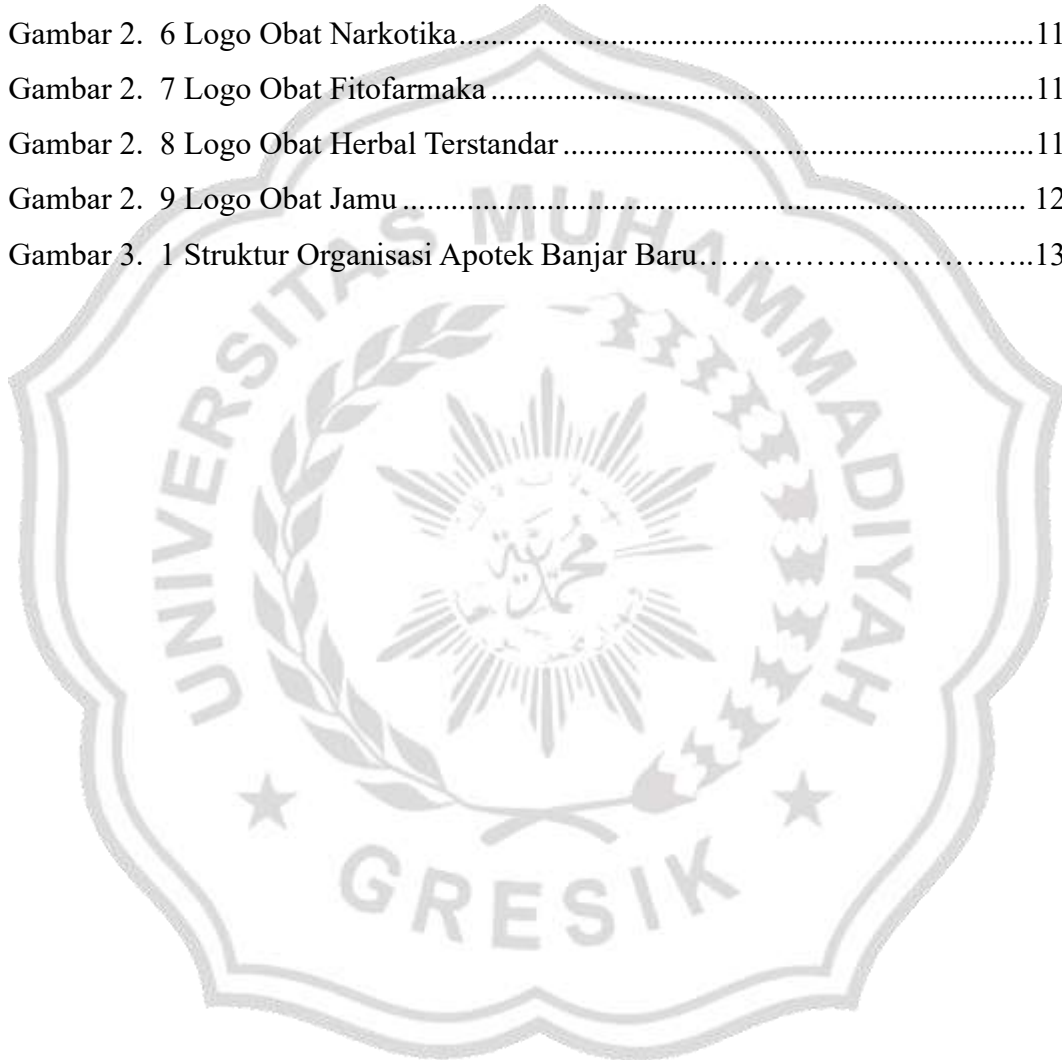 Gambar 2.  6 Logo Obat Narkotika......................................................................11
Gambar 2.  7 Logo Obat Fitofarmaka..................................................................11
Gambar 2.  8 Logo Obat Herbal Terstandar.........................................................11
Gambar 2.  9 Logo Obat Jamu............................................................................ 12
Gambar 3.  1 Struktur Organisasi Apotek Banjar Baru…………………………..13
UNIVERSITAS MUHAMMADIYAH
محمد
GRESIK